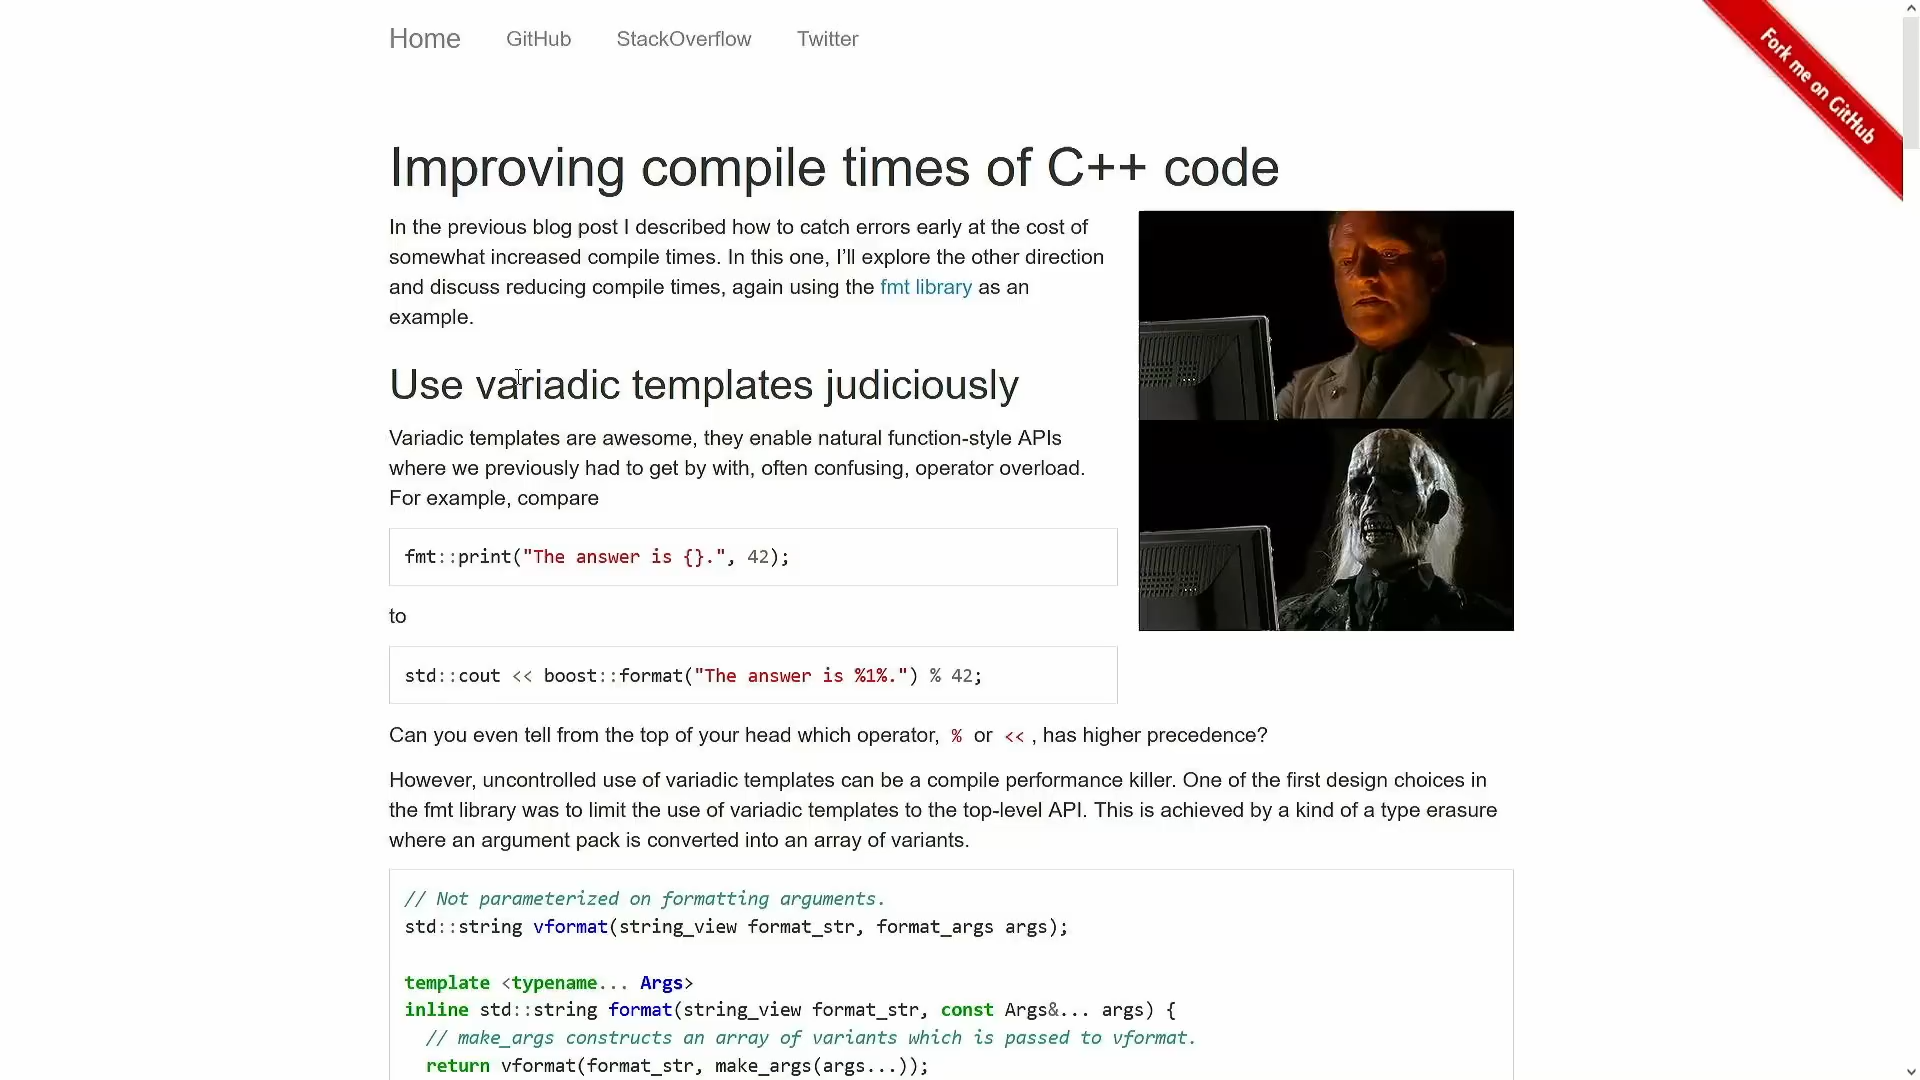 Home GitHub StackOverflow Twitter
Fork me on GitHub
Improving compile times of C++ code
In the previous blog post I described how to catch errors early at the cost of
somewhat increased compile times. In this one, I’ll explore the other direction
and discuss reducing compile times, again using the fmt library as an
example.
Use variadic templates judiciously
Variadic templates are awesome, they enable natural function-style APIs
where we previously had to get by with, often confusing, operator overload.
For example, compare
fmt::print("The answer is {}.", 42);
to
std::cout << boost::format("The answer is %1%.") % 42;
Can you even tell from the top of your head which operator, % or << , has higher precedence?
However, uncontrolled use of variadic templates can be a compile performance killer. One of the first design choices in
the fmt library was to limit the use of variadic templates to the top-level API. This is achieved by a kind of a type erasure
where an argument pack is converted into an array of variants.
// Not parameterized on formatting arguments.
std::string vformat(string_view format_str, format_args args);
template <typename... Args>
inline std::string format(string_view format_str, const Args&... args) {
// make_args constructs an array of variants which is passed to vformat.
return vformat(format_str, make_args(args...));